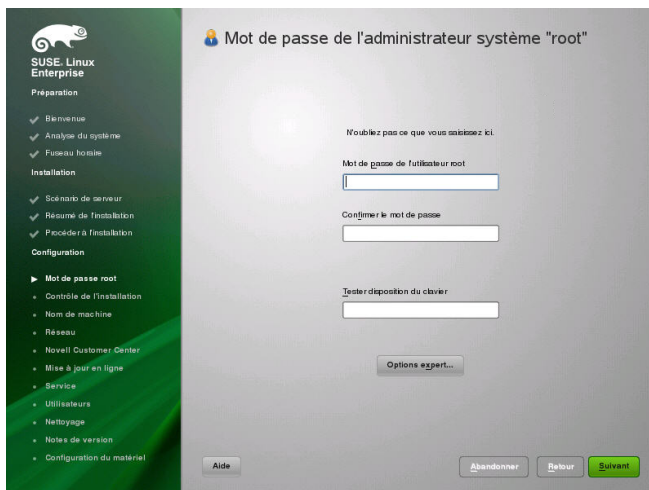 SUSE. Linux
Enterprise
Préparation
Bienvenue
Analyse du système
Fuseau horaire
Installation
Scénario de serveur
Résumé de l'installation
Procéder à l'installation
Configuration
Mot de passe root
Contrôle de l'installation
Nom de machine
Réseau
Novell Customer Center
Mise à jour en ligne
Service
Utilisateurs
Nettoyage
Notes de version
Configuration du matériel
Mot de passe de l'administrateur système "root"
N'oubliez pas ce que vous saisissez ici.
Mot de passe de l'utilisateur root
Confirmer le mot de passe
Tester disposition du clavier
Options expert...
Aide
Abandonner
Retour
Suivant